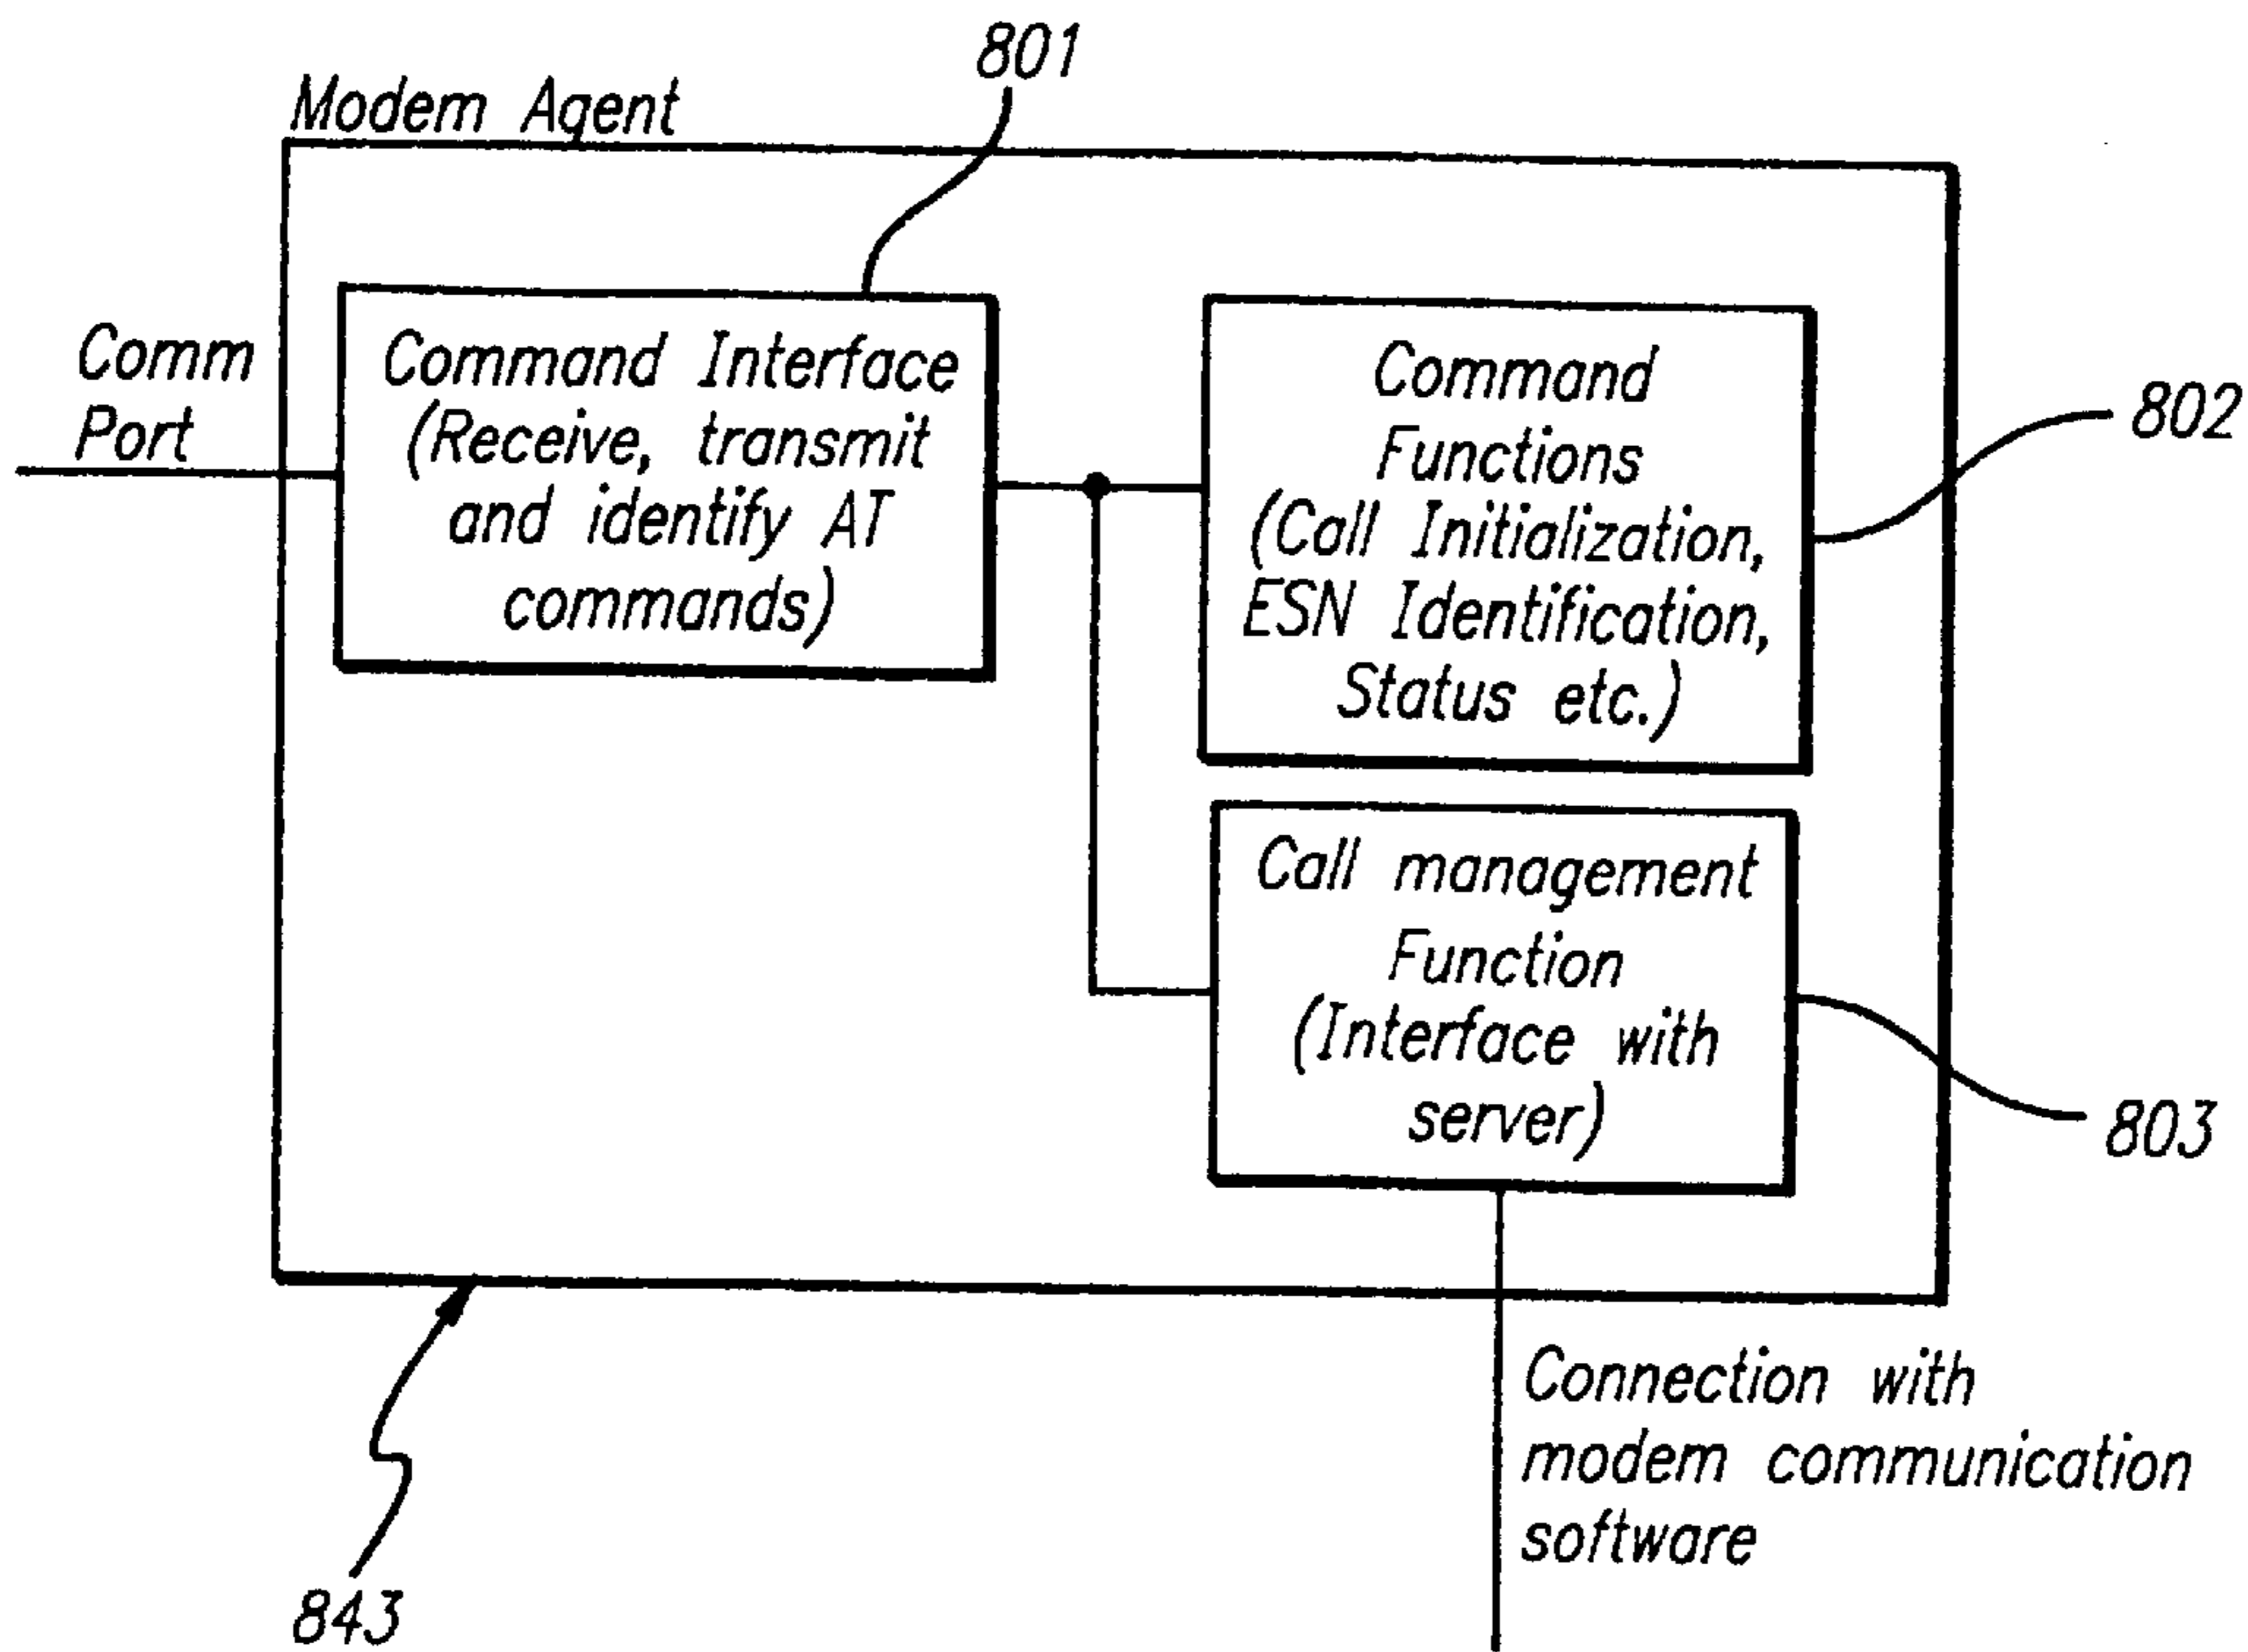 801
Modem Agent
Comm
Port
Command Interface
(Receive, transmit
and identify AT
commands)
Command
Functions
(Call Initialization,
ESN Identification,
Status etc.)
802
Call management
Function
(Interface with
server)
803
Connection with
modem communication
software
843